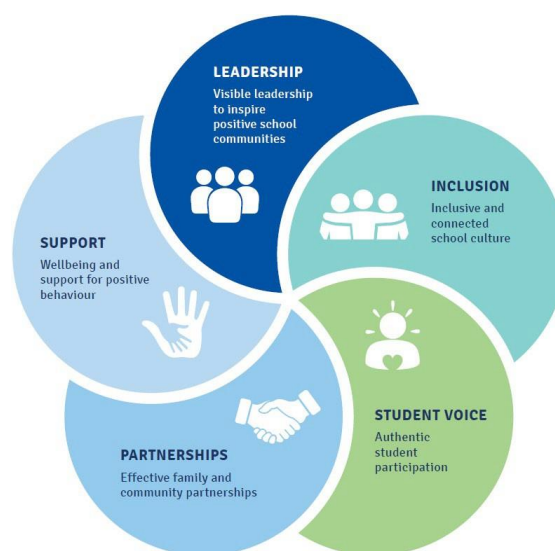 LEADERSHIP
Visible leadership
to inspire
positive school
communities
INCLUSION
Inclusive and
connected
school culture
STUDENT VOICE
Authentic
student
participation
PARTNERSHIPS
Effective family and
community partnerships
SUPPORT
Wellbeing and
support for positive
behaviour